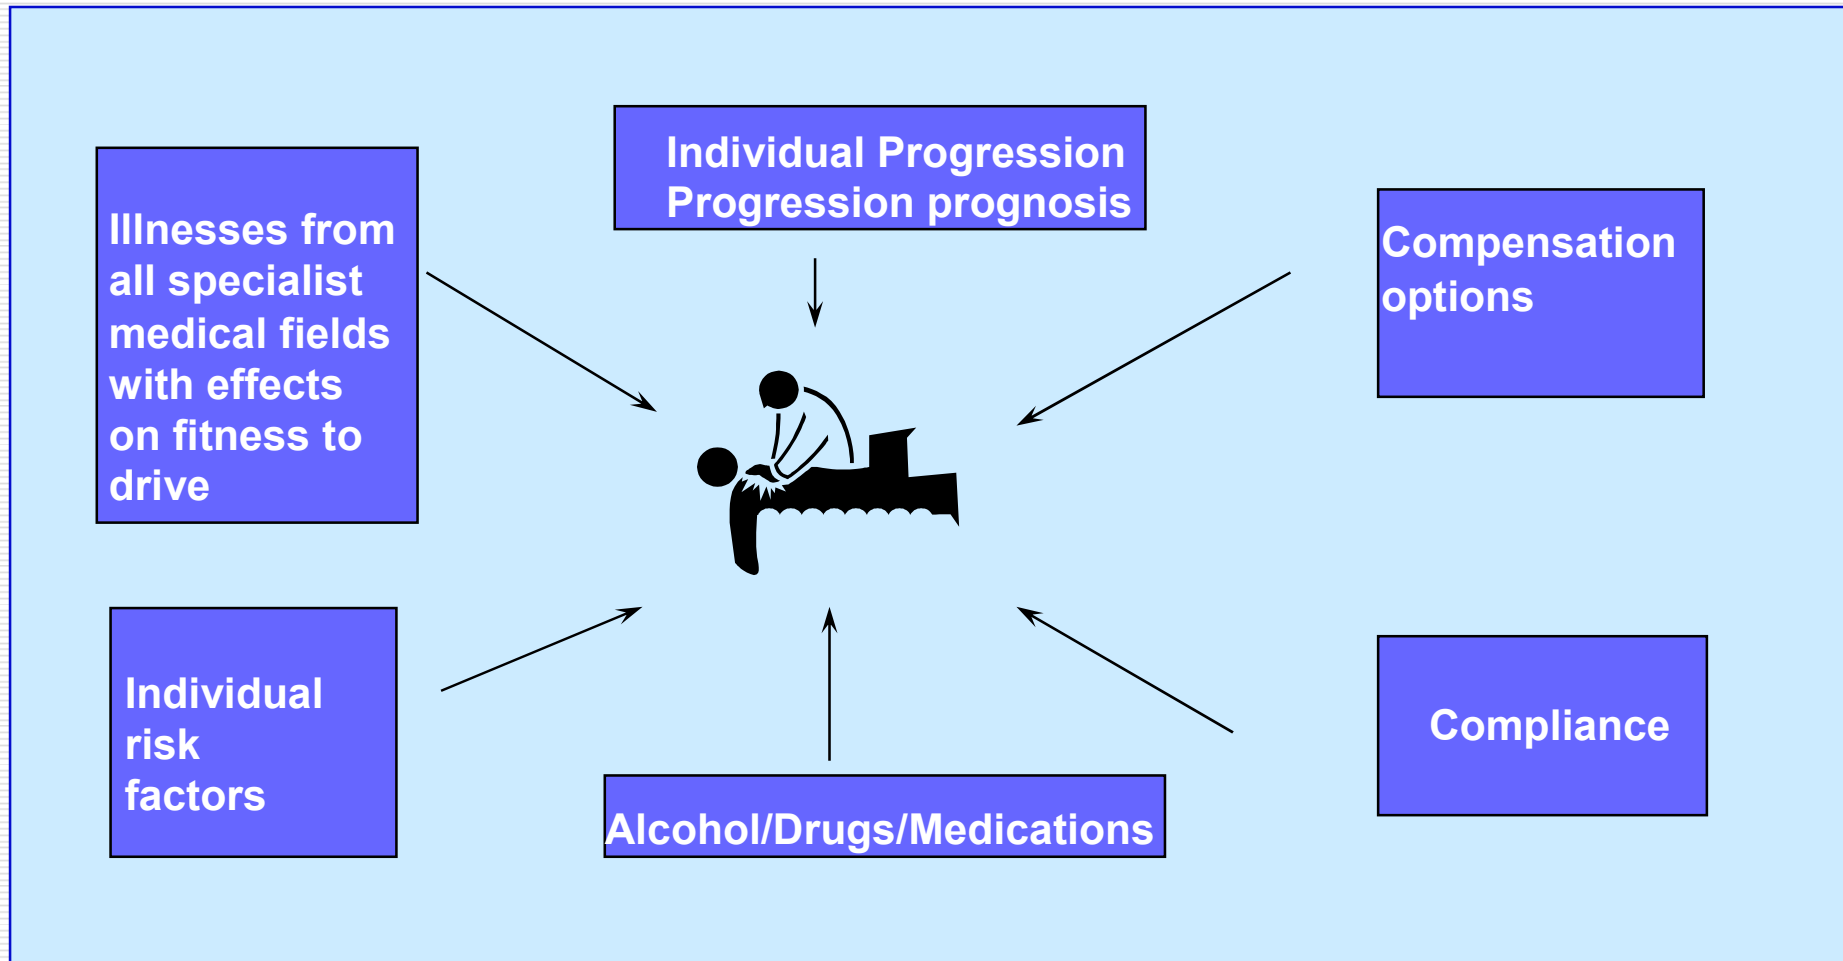 Individual Progression
Progression prognosis
Illnesses from
all specialist
medical fields
with effects
on fitness to
drive
Compensation
options
Individual
risk
factors
Alcohol/Drugs/Medications
Compliance